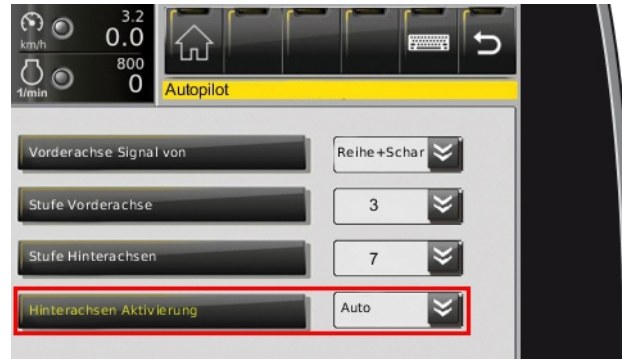 3.2
km/h 0.0
800
1/min 0
Autopilot
Vorderachse Signal von Reihe+Schar
Stufe Vorderachse 3
Stufe Hinterachsen 7
Hinterachsen Aktivierung Auto